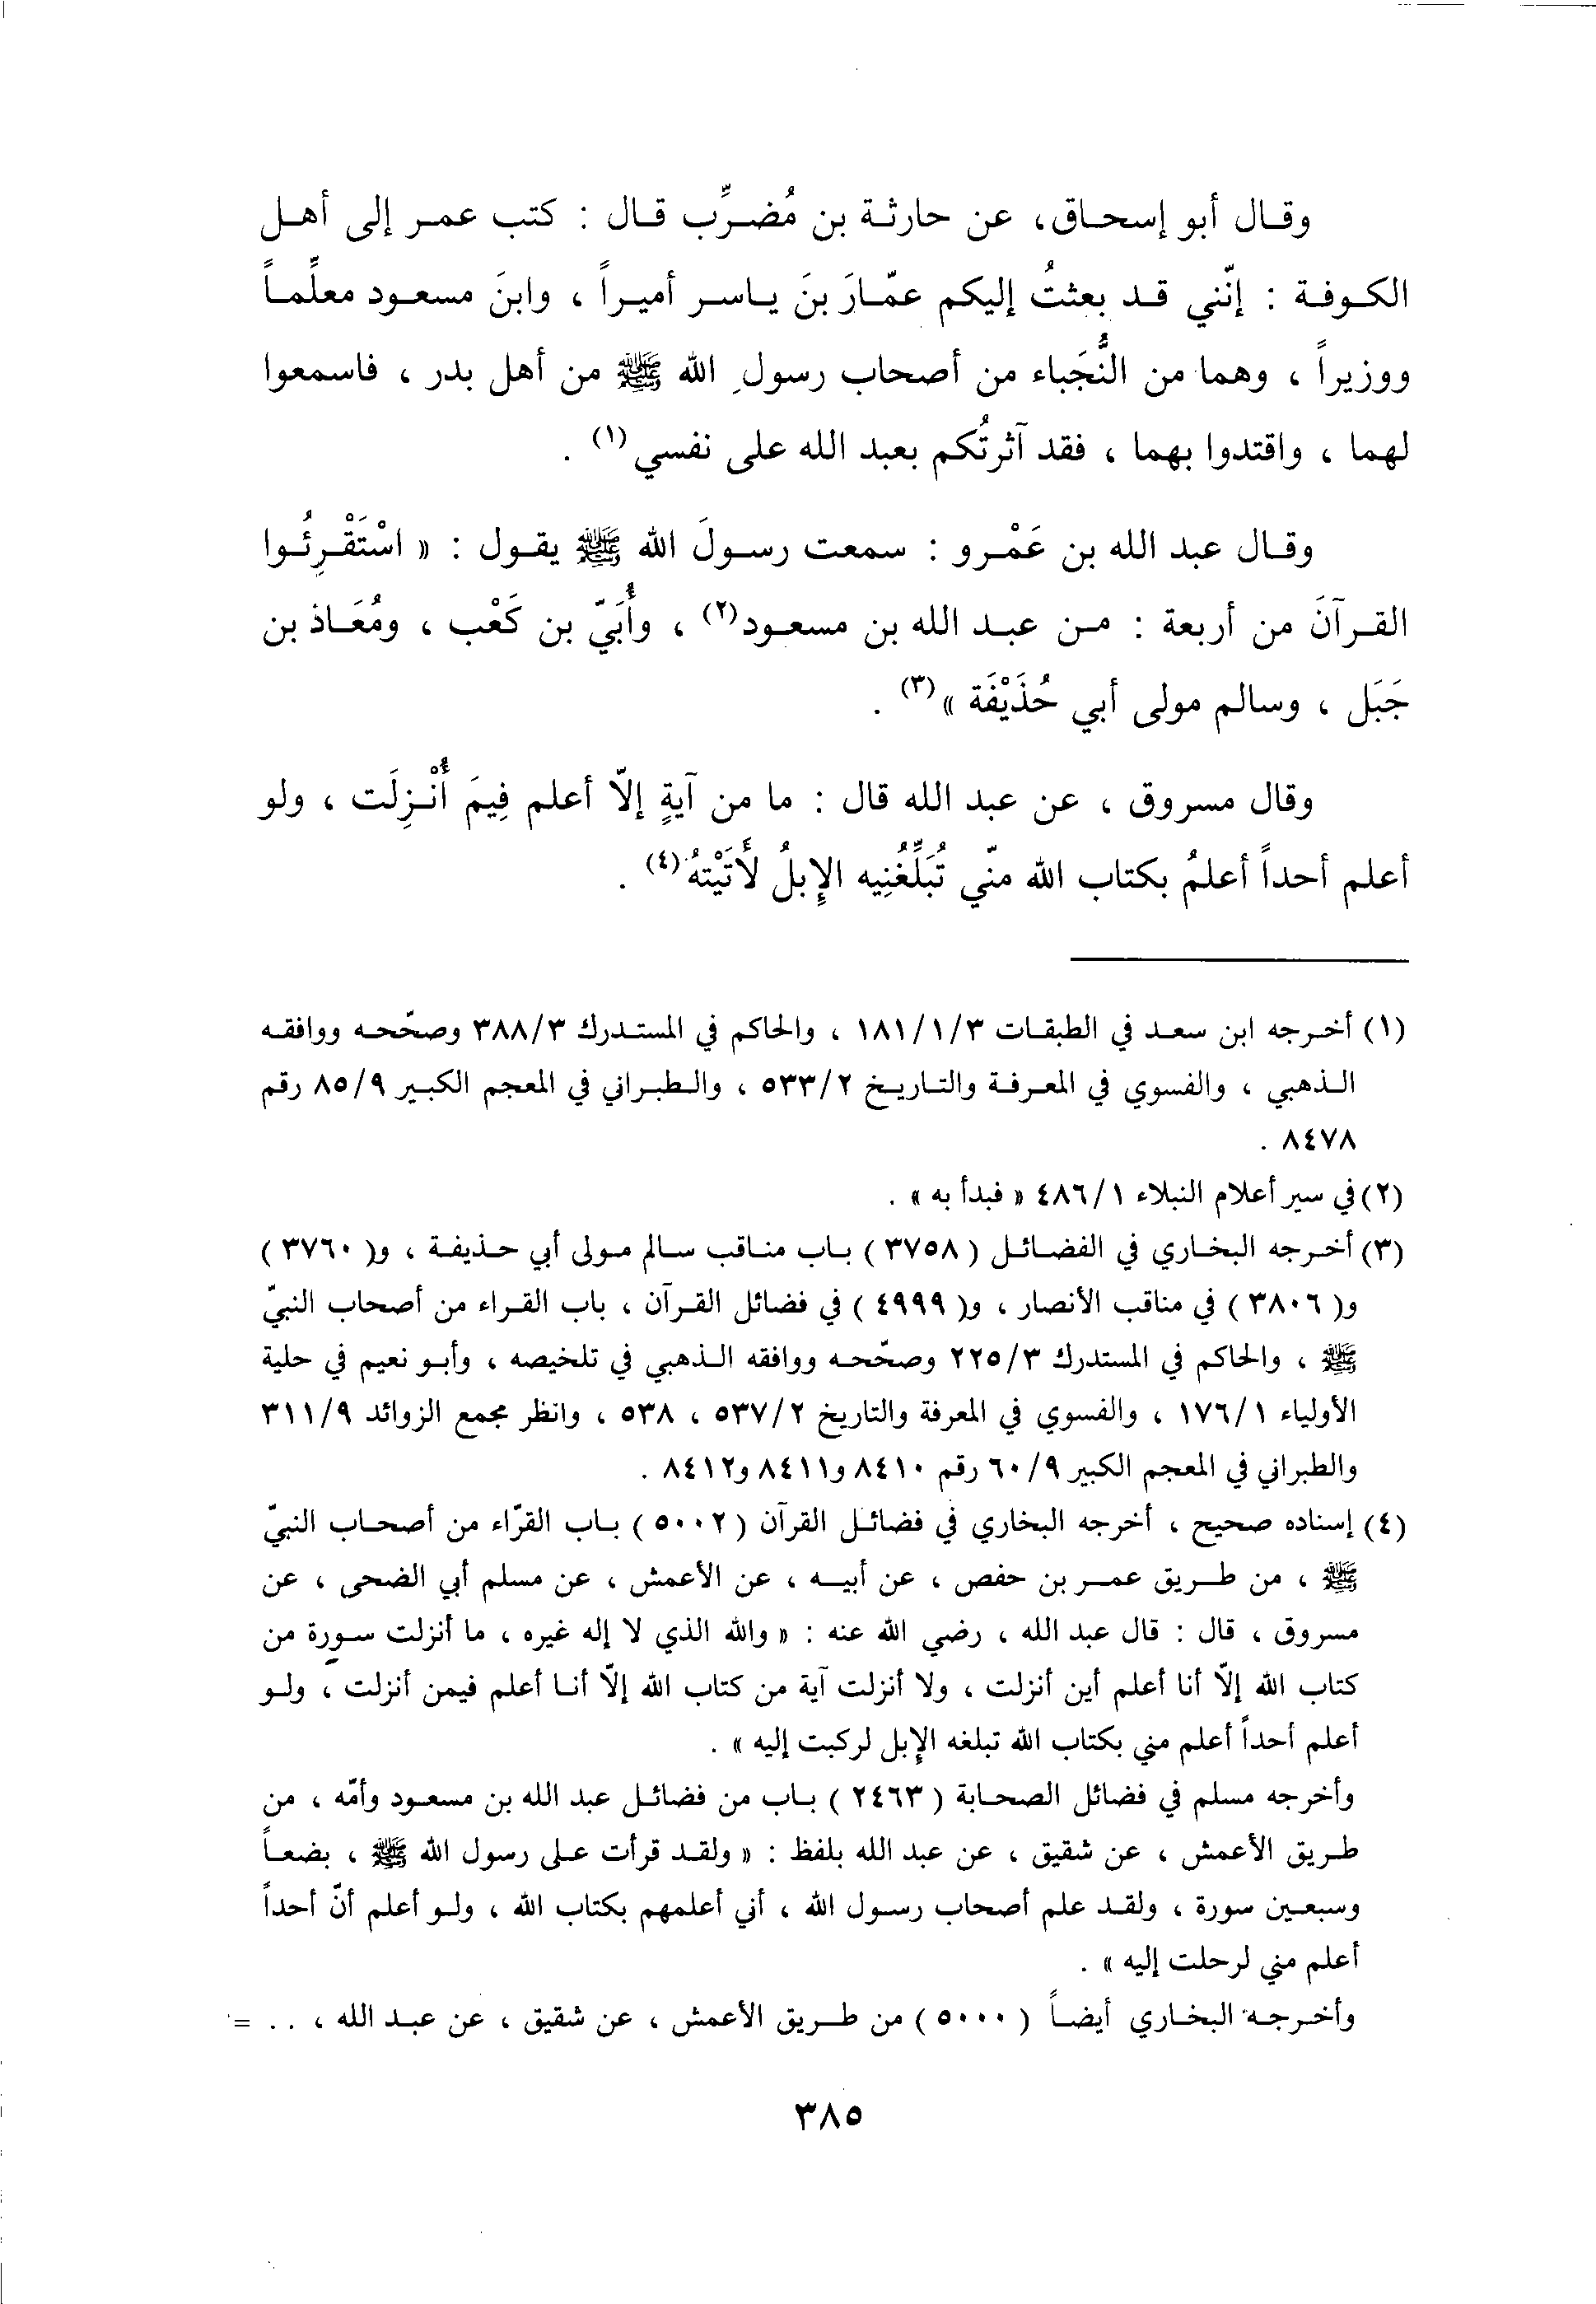 وقال أبو إسحاق، عن حارثة بن مُضرِّب قال : كتب عمر إلى أهل
الكوفة : إنّني قد بعثتُ إليكم عمّارَ بنَ ياسر أميراً ، وابنَ مسعود معلِّماً
ووزيراً ، وهما من النُّجَباء من أصحاب رسولِ الله ﷺ من أهل بدر ، فاسمعوا
لهما ، واقتدوا بهما ، فقد آثرتُكم بعبد الله على نفسي(١) .
وقال عبد الله بن عَمْرو : سمعت رسولَ الله ﷺ يقول : « اسْتَقْرِئُوا
القرآنَ من أربعة : من عبد الله بن مسعود(٢) ، وأُبَيّ بن كَعْب ، ومُعَاذ بن
جَبَل ، وسالم مولى أبي حُذَيْفَة »(٣) .
وقال مسروق ، عن عبد الله قال : ما من آيةٍ إلاّ أعلم فِيمَ أُنْزِلَت ، ولو
أعلم أحداً أعلمُ بكتاب الله منّي تُبَلِّغُنِيه الإِبلُ لأَتَيْتهُ(٤) .
(١) أخرجه ابن سعد في الطبقات ١٨١/١/٣ ، والحاكم في المستدرك ٣٨٨/٣ وصحّحه ووافقه
الذهبي ، والفسوي في المعرفة والتاريخ ٥٣٣/٢ ، والطبراني في المعجم الكبير ٨٥/٩ رقم
٨٤٧٨ .
(٢) في سير أعلام النبلاء ٤٨٦/١ « فبدأ به » .
(٣) أخرجه البخاري في الفضائل ( ٣٧٥٨ ) باب مناقب سالم مولى أبي حذيفة ، و( ٣٧٦٠ )
و( ٣٨٠٦ ) في مناقب الأنصار ، و( ٤٩٩٩ ) في فضائل القرآن ، باب القراء من أصحاب النبيّ
ﷺ ، والحاكم في المستدرك ٢٢٥/٣ وصحّحه ووافقه الذهبي في تلخيصه ، وأبو نعيم في حلية
الأولياء ١٧٦/١ ، والفسوي في المعرفة والتاريخ ٥٣٧/٢ ، ٥٣٨ ، وانظر مجمع الزوائد ٣١١/٩
والطبراني في المعجم الكبير ٦٠/٩ رقم ٨٤١٠ و٨٤١١ و٨٤١٢ .
(٤) إسناده صحيح ، أخرجه البخاري في فضائل القرآن ( ٥٠٠٢ ) باب القرّاء من أصحاب النبيّ
ﷺ ، من طريق عمر بن حفص ، عن أبيه ، عن الأعمش ، عن مسلم أبي الضحى ، عن
مسروق ، قال : قال عبد الله ، رضي الله عنه : « والله الذي لا إله غيره ، ما أنزلت سورة من
كتاب الله إلاّ أنا أعلم أين أنزلت ، ولا أنزلت آية من كتاب الله إلاّ أنا أعلم فيمن أنزلت ، ولو
أعلم أحداً أعلم مني بكتاب الله تبلغه الإبل لركبت إليه » .
وأخرجه مسلم في فضائل الصحابة ( ٢٤٦٣ ) باب من فضائل عبد الله بن مسعود وأمّه ، من
طريق الأعمش ، عن شقيق ، عن عبد الله بلفظ : « ولقد قرأت على رسول الله ﷺ ، بضعاً
وسبعين سورة ، ولقد علم أصحاب رسول الله ، أني أعلمهم بكتاب الله ، ولو أعلم أنّ أحداً
أعلم مني لرحلت إليه » .
وأخرجه البخاري أيضاً ( ٥٠٠٠ ) من طريق الأعمش ، عن شقيق ، عن عبد الله ، . . =
٣٨٥